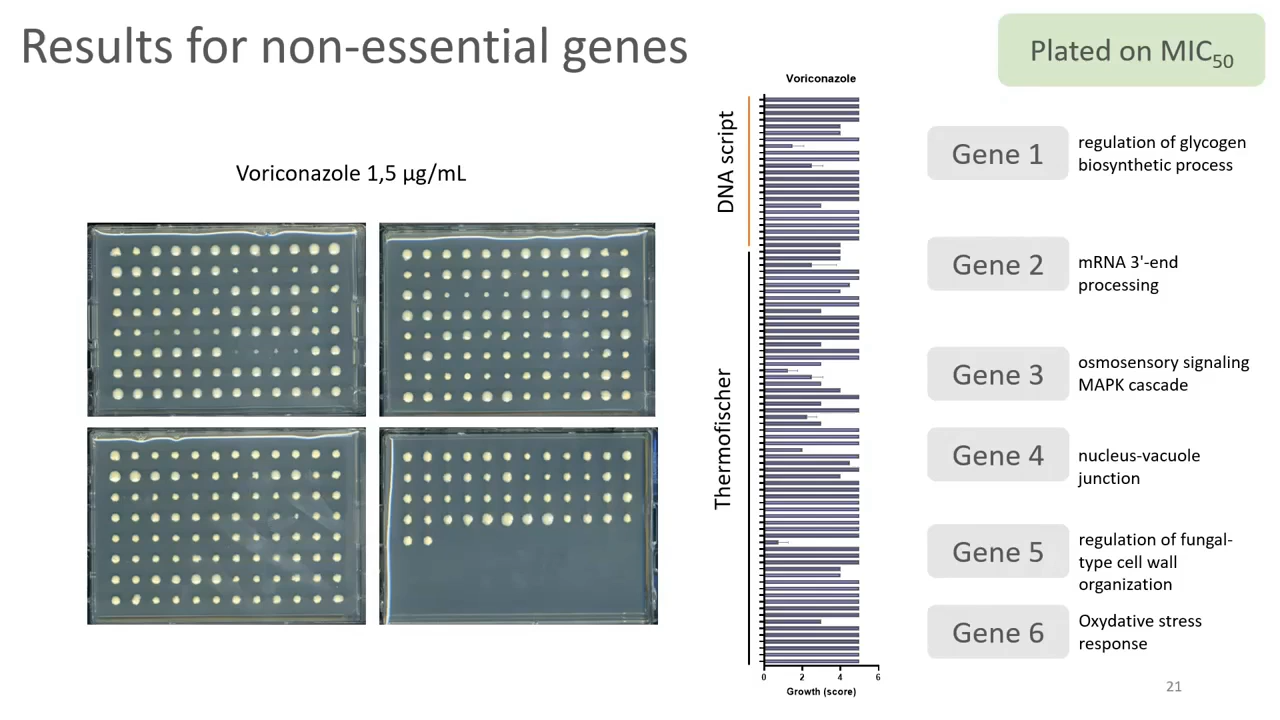 Results for non-essential genes
Plated on MIC50
Voriconazole 1,5 µg/mL
Voriconazole
DNA script
Thermofischer
0 2 4 6
Growth (score)
Gene 1
regulation of glycogen
biosynthetic process
Gene 2
mRNA 3'-end
processing
Gene 3
osmosensory signaling
MAPK cascade
Gene 4
nucleus-vacuole
junction
Gene 5
regulation of fungal-
type cell wall
organization
Gene 6
Oxydative stress
response
21